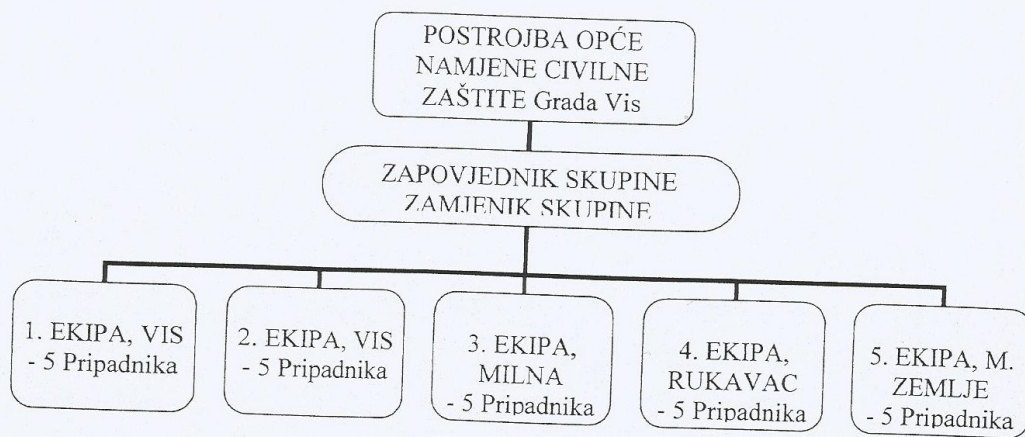 POSTROJBA OPĆE
NAMJENE CIVILNE
ZAŠTITE Grada Vis
ZAPOVJEDNIK SKUPINE
ZAMJENIK SKUPINE
1. EKIPA, VIS
- 5 Pripadnika
2. EKIPA, VIS
- 5 Pripadnika
3. EKIPA,
MILNA
- 5 Pripadnika
4. EKIPA,
RUKAVAC
- 5 Pripadnika
5. EKIPA, M.
ZEMLJE
- 5 Pripadnika